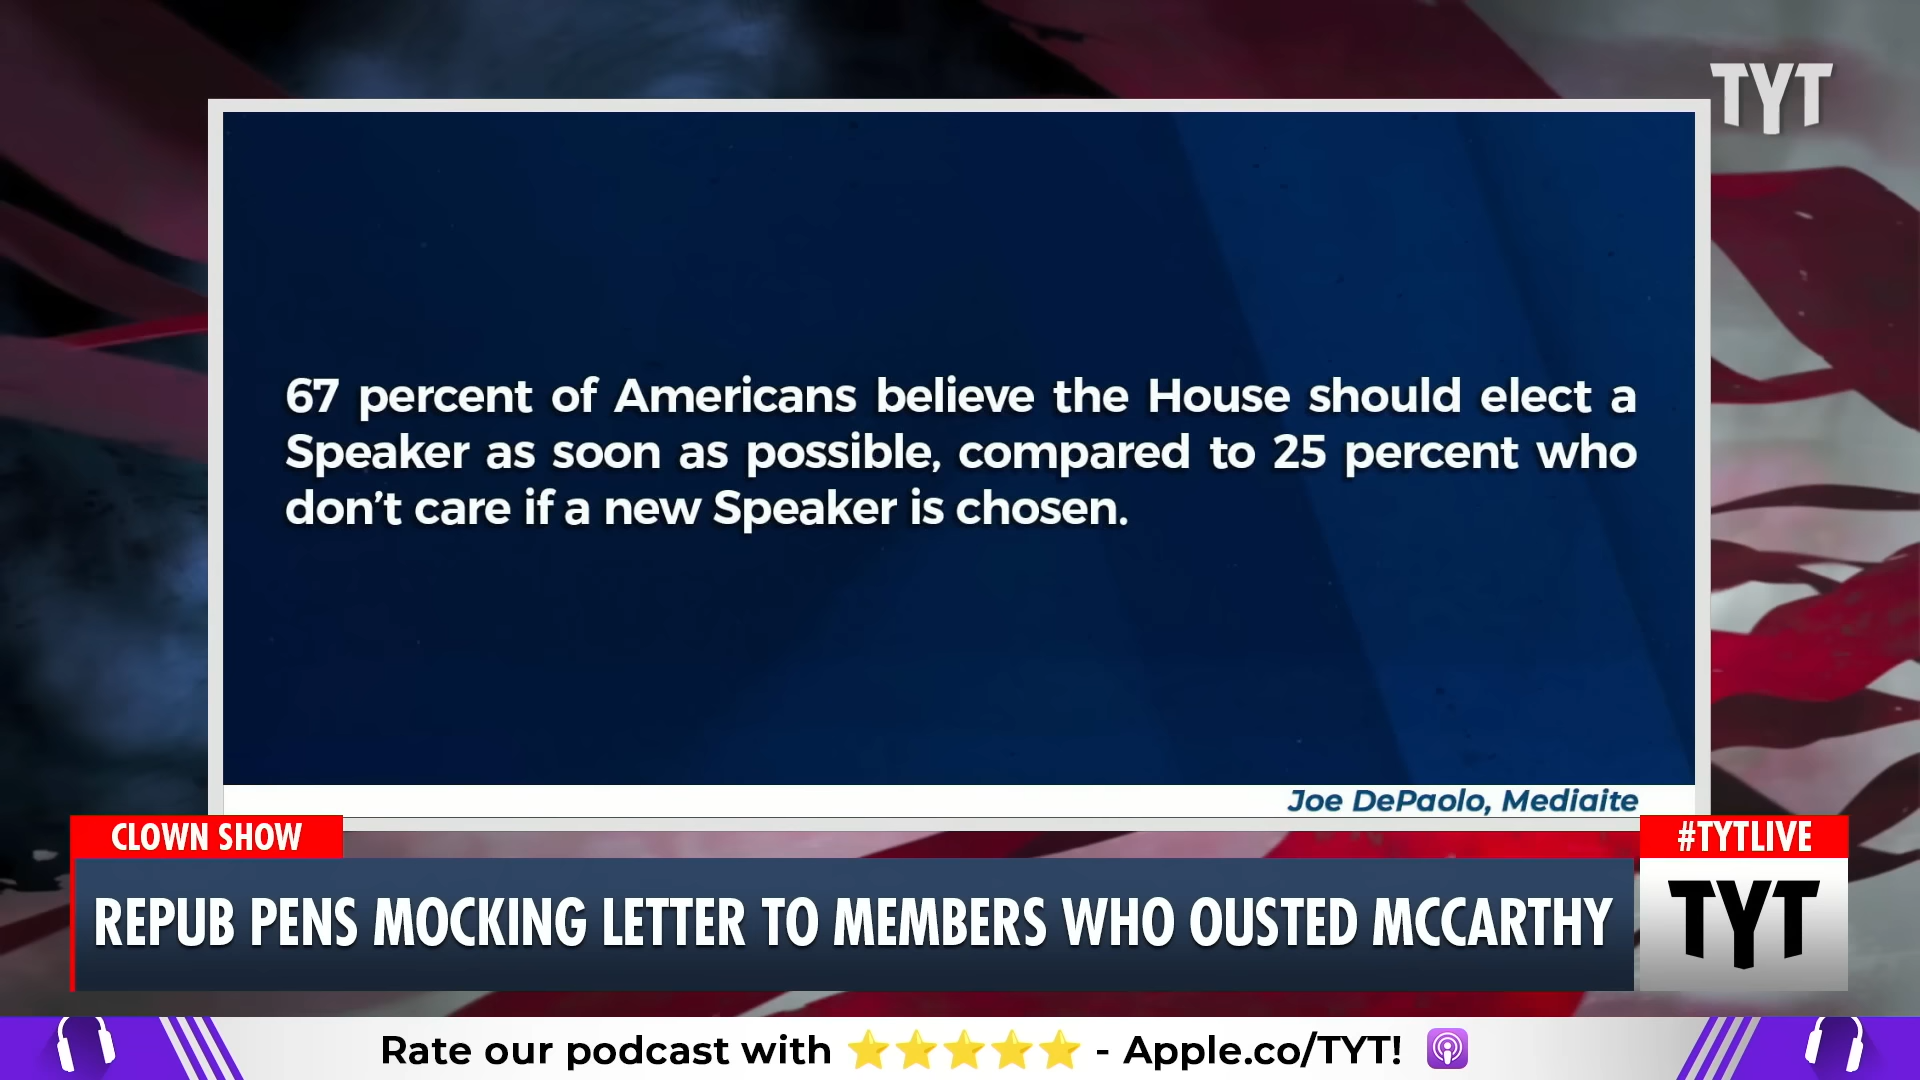 TYT
67 percent of Americans believe the House should elect a
Speaker as soon as possible, compared to 25 percent who
don’t care if a new Speaker is chosen.
Joe DePaolo, Mediaite
CLOWN SHOW
#TYTLIVE
REPUB PENS MOCKING LETTER TO MEMBERS WHO OUSTED MCCARTHY
TYT
Rate our podcast with ⭐⭐⭐⭐⭐ - Apple.co/TYT!